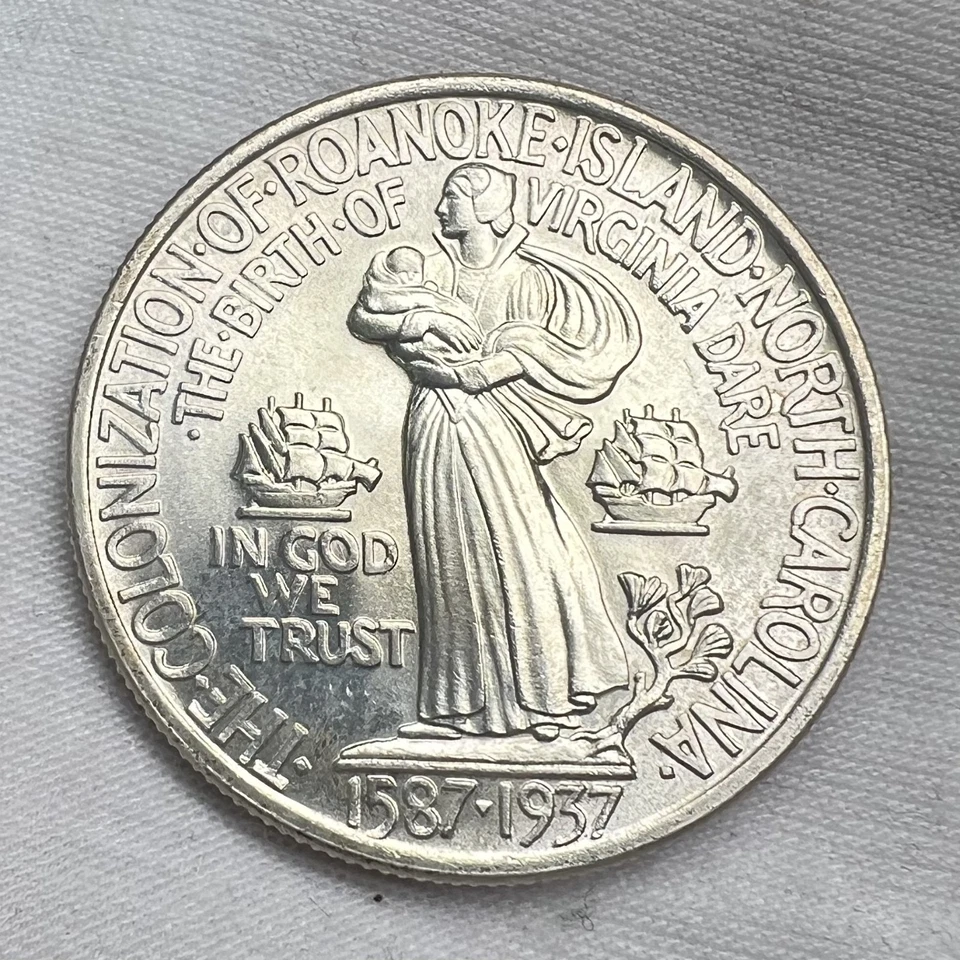 THE·COLONIZATION·OF·ROANOKE·ISLAND·NORTH·CAROLINA·
·THE·BIRTH·OF VIRGINIA DARE
IN GOD
WE
TRUST
1587·1937